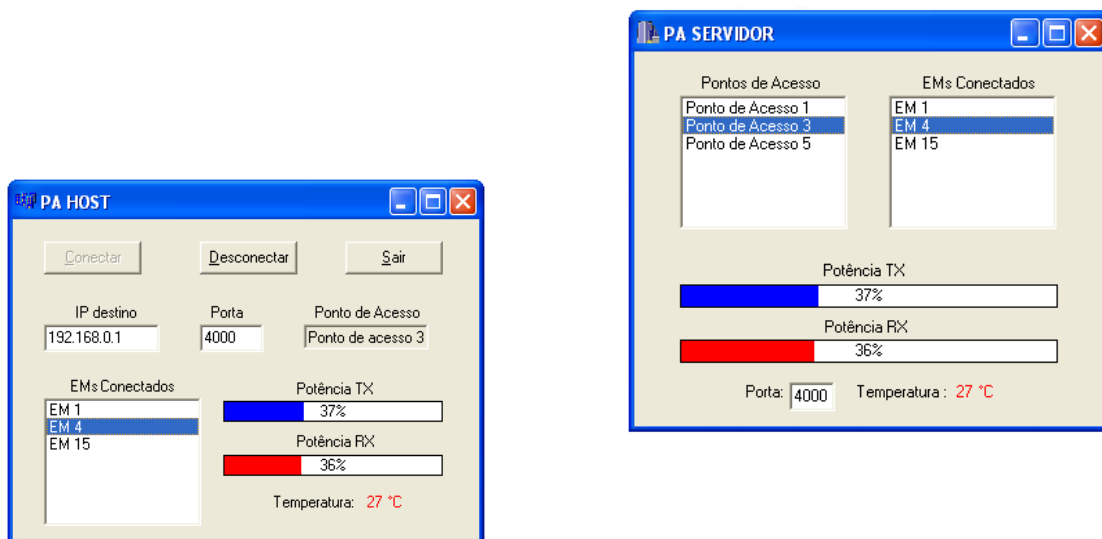 PA HOST
Conectar
Desconectar
Sair
IP destino
Porta
Ponto de Acesso
192.168.0.1
4000
Ponto de acesso 3
EMs Conectados
EM 1
EM 4
EM 15
Potência TX
37%
Potência RX
36%
Temperatura: 27 °C
PA SERVIDOR
Pontos de Acesso
Ponto de Acesso 1
Ponto de Acesso 3
Ponto de Acesso 5
EMs Conectados
EM 1
EM 4
EM 15
Potência TX
37%
Potência RX
36%
Porta: 4000
Temperatura : 27 °C